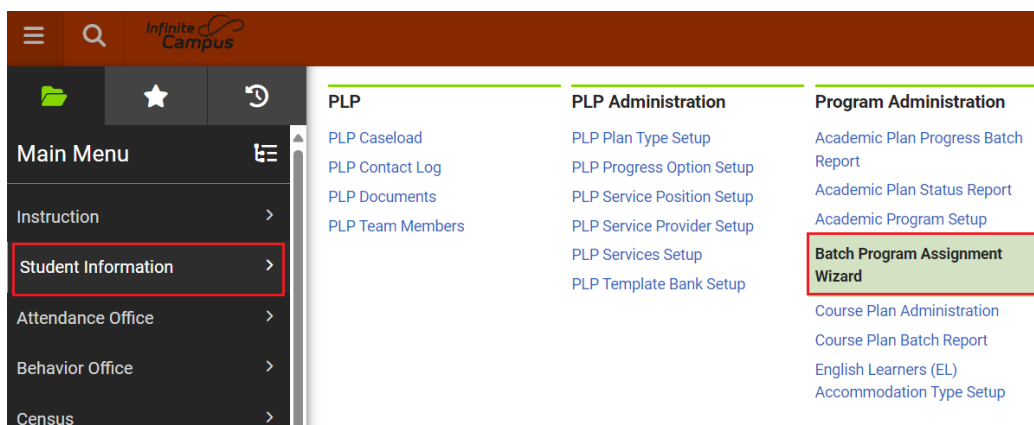 Infinite
Campus
Main Menu
Instruction
Student Information
Attendance Office
Behavior Office
Census
PLP
PLP Caseload
PLP Contact Log
PLP Documents
PLP Team Members
PLP Administration
PLP Plan Type Setup
PLP Progress Option Setup
PLP Service Position Setup
PLP Service Provider Setup
PLP Services Setup
PLP Template Bank Setup
Program Administration
Academic Plan Progress Batch
Report
Academic Plan Status Report
Academic Program Setup
Batch Program Assignment
Wizard
Course Plan Administration
Course Plan Batch Report
English Learners (EL)
Accommodation Type Setup